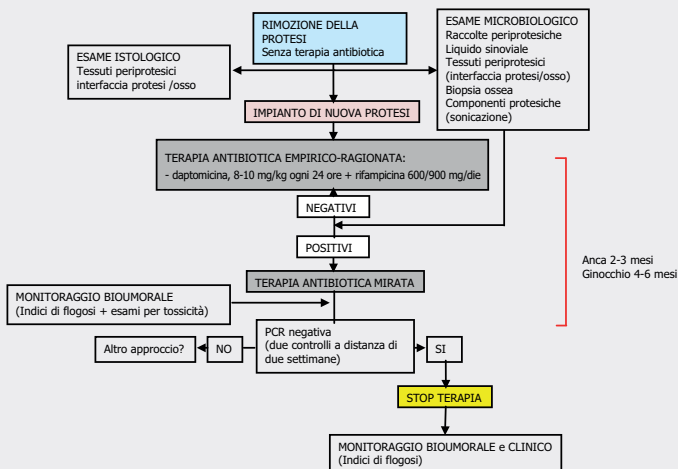 RIMOZIONE DELLA
PROTESI
Senza terapia antibiotica
ESAME ISTOLOGICO
Tessuti periprotesici
interfaccia protesi /osso
ESAME MICROBIOLOGICO
Raccolte periprotesiche
Liquido sinoviale
Tessuti periprotesici
(interfaccia protesi/osso)
Biopsia ossea
Componenti protesiche
(sonicazione)
IMPIANTO DI NUOVA PROTESI
TERAPIA ANTIBIOTICA EMPIRICO-RAGIONATA:
- daptomicina, 8-10 mg/kg ogni 24 ore + rifampicina 600/900 mg/die
NEGATIVI
POSITIVI
Anca 2-3 mesi
Ginocchio 4-6 mesi
TERAPIA ANTIBIOTICA MIRATA
MONITORAGGIO BIOUMORALE
(Indici di flogosi + esami per tossicità)
PCR negativa
(due controlli a distanza di
due settimane)
Altro approccio?
NO
SI
STOP TERAPIA
MONITORAGGIO BIOUMORALE e CLINICO
(Indici di flogosi)